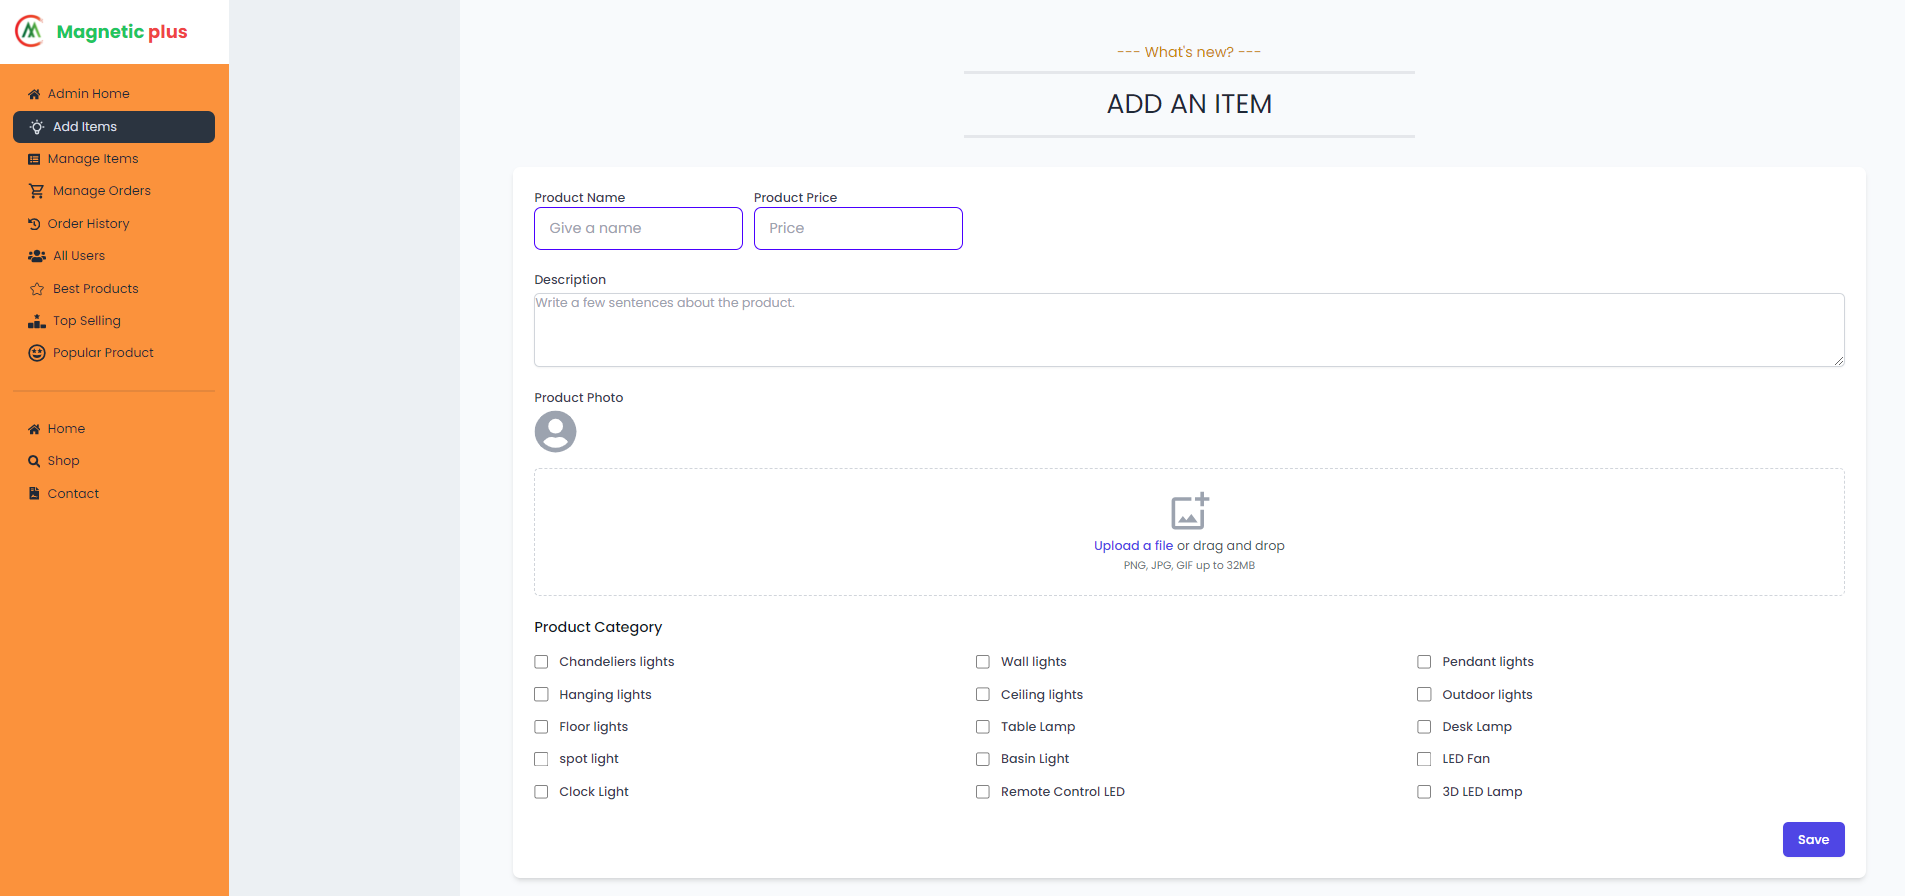 Magnetic plus
Admin Home
Add Items
Manage Items
Manage Orders
Order History
All Users
Best Products
Top Selling
Popular Product
Home
Shop
Contact
--- What's new? ---
ADD AN ITEM
Product Name Product Price
Give a name Price
Description
Write a few sentences about the product.
Product Photo
Upload a file or drag and drop
PNG, JPG, GIF up to 32MB
Product Category
Chandeliers lights Wall lights Pendant lights
Hanging lights Ceiling lights Outdoor lights
Floor lights Table Lamp Desk Lamp
spot light Basin Light LED Fan
Clock Light Remote Control LED 3D LED Lamp
Save